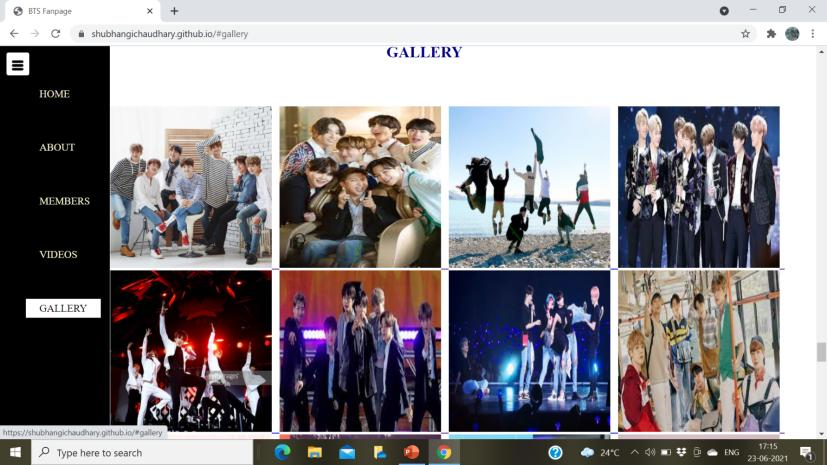 BTS Fanpage
shubhangichaudhary.github.io/#gallery
GALLERY
HOME
ABOUT
MEMBERS
VIDEOS
GALLERY
https://shubhangichaudhary.github.io/#gallery
Type here to search
24°C
ENG
17:15
23-06-2021
1